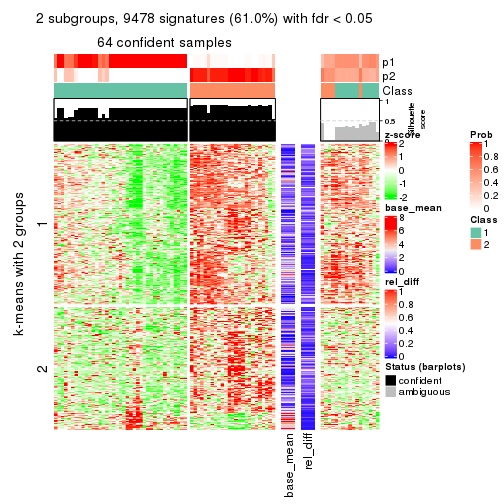 2 subgroups, 9478 signatures (61.0%) with fdr < 0.05
64 confident samples
p1
p2
Class
1
0.5
0
Silhouette
score
k-means with 2 groups
1
2
base_mean
rel_diff
z-score
2
1
0
-1
-2
base_mean
8
6
4
2
0
rel_diff
1
0.8
0.6
0.4
0.2
0
Status (barplots)
confident
ambiguous
Prob
1
0.8
0.6
0.4
0.2
0
Class
1
2